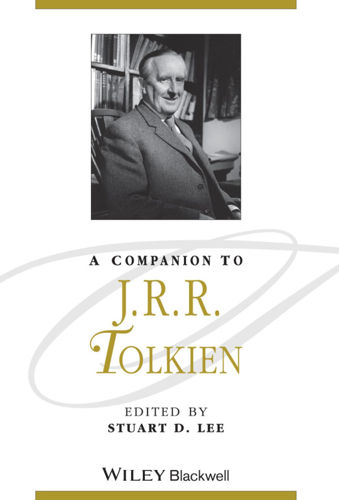 A COMPANION TO
J.R.R.
TOLKIEN
EDITED BY
STUART D. LEE
WILEY Blackwell